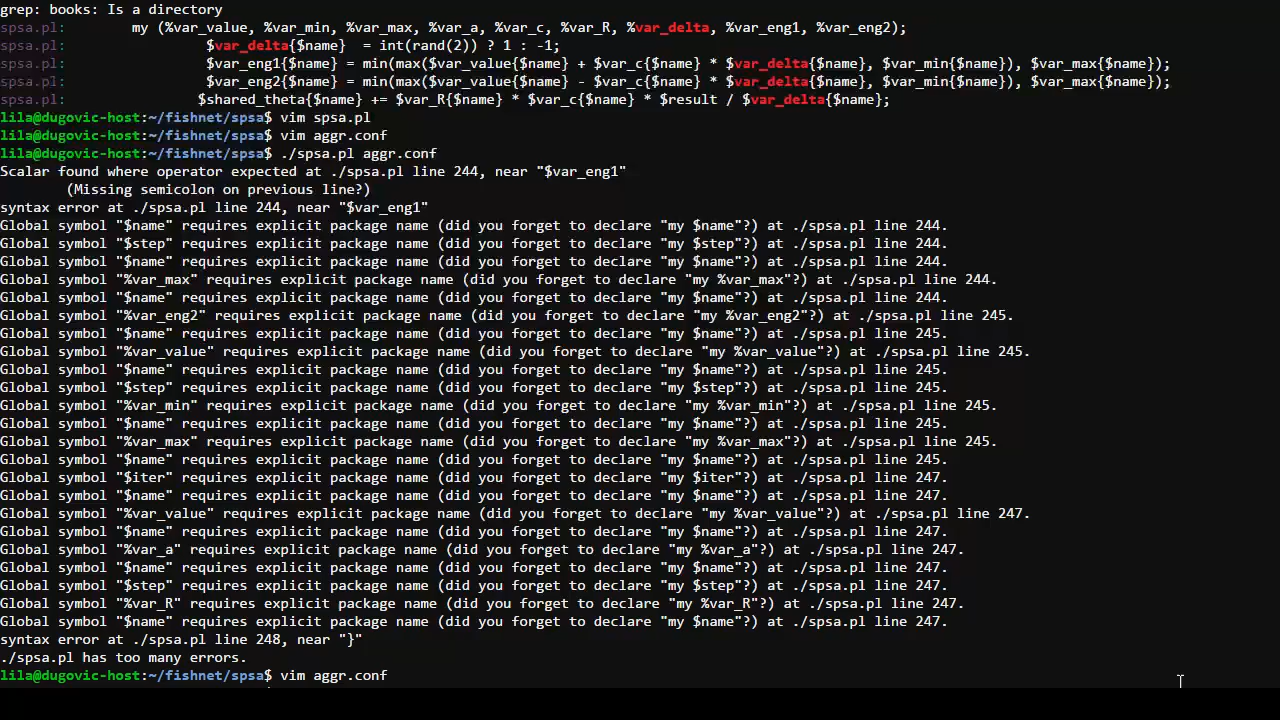 grep: books: Is a directory
spsa.pl:        my (%var_value, %var_min, %var_max, %var_a, %var_c, %var_R, %var_delta, %var_eng1, %var_eng2);
spsa.pl:                 $var_delta{$name}  = int(rand(2)) ? 1 : -1;
spsa.pl:                 $var_eng1{$name} = min(max($var_value{$name} + $var_c{$name} * $var_delta{$name}, $var_min{$name}), $var_max{$name});
spsa.pl:                 $var_eng2{$name} = min(max($var_value{$name} - $var_c{$name} * $var_delta{$name}, $var_min{$name}), $var_max{$name});
spsa.pl:                $shared_theta{$name} += $var_R{$name} * $var_c{$name} * $result / $var_delta{$name};
lila@dugovic-host:~/fishnet/spsa$ vim spsa.pl
lila@dugovic-host:~/fishnet/spsa$ vim aggr.conf
lila@dugovic-host:~/fishnet/spsa$ ./spsa.pl aggr.conf
Scalar found where operator expected at ./spsa.pl line 244, near "$var_eng1"
        (Missing semicolon on previous line?)
syntax error at ./spsa.pl line 244, near "$var_eng1"
Global symbol "$name" requires explicit package name (did you forget to declare "my $name"?) at ./spsa.pl line 244.
Global symbol "$step" requires explicit package name (did you forget to declare "my $step"?) at ./spsa.pl line 244.
Global symbol "$name" requires explicit package name (did you forget to declare "my $name"?) at ./spsa.pl line 244.
Global symbol "%var_max" requires explicit package name (did you forget to declare "my %var_max"?) at ./spsa.pl line 244.
Global symbol "$name" requires explicit package name (did you forget to declare "my $name"?) at ./spsa.pl line 244.
Global symbol "%var_eng2" requires explicit package name (did you forget to declare "my %var_eng2"?) at ./spsa.pl line 245.
Global symbol "$name" requires explicit package name (did you forget to declare "my $name"?) at ./spsa.pl line 245.
Global symbol "%var_value" requires explicit package name (did you forget to declare "my %var_value"?) at ./spsa.pl line 245.
Global symbol "$name" requires explicit package name (did you forget to declare "my $name"?) at ./spsa.pl line 245.
Global symbol "$step" requires explicit package name (did you forget to declare "my $step"?) at ./spsa.pl line 245.
Global symbol "%var_min" requires explicit package name (did you forget to declare "my %var_min"?) at ./spsa.pl line 245.
Global symbol "$name" requires explicit package name (did you forget to declare "my $name"?) at ./spsa.pl line 245.
Global symbol "%var_max" requires explicit package name (did you forget to declare "my %var_max"?) at ./spsa.pl line 245.
Global symbol "$name" requires explicit package name (did you forget to declare "my $name"?) at ./spsa.pl line 245.
Global symbol "$iter" requires explicit package name (did you forget to declare "my $iter"?) at ./spsa.pl line 247.
Global symbol "$name" requires explicit package name (did you forget to declare "my $name"?) at ./spsa.pl line 247.
Global symbol "%var_value" requires explicit package name (did you forget to declare "my %var_value"?) at ./spsa.pl line 247.
Global symbol "$name" requires explicit package name (did you forget to declare "my $name"?) at ./spsa.pl line 247.
Global symbol "%var_a" requires explicit package name (did you forget to declare "my %var_a"?) at ./spsa.pl line 247.
Global symbol "$name" requires explicit package name (did you forget to declare "my $name"?) at ./spsa.pl line 247.
Global symbol "$step" requires explicit package name (did you forget to declare "my $step"?) at ./spsa.pl line 247.
Global symbol "%var_R" requires explicit package name (did you forget to declare "my %var_R"?) at ./spsa.pl line 247.
Global symbol "$name" requires explicit package name (did you forget to declare "my $name"?) at ./spsa.pl line 247.
syntax error at ./spsa.pl line 248, near "}"
./spsa.pl has too many errors.
lila@dugovic-host:~/fishnet/spsa$ vim aggr.conf